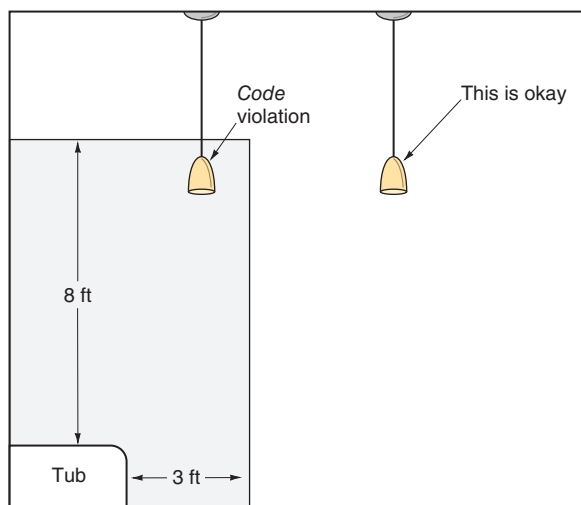 Code
violation
This is okay
8 ft
Tub
3 ft